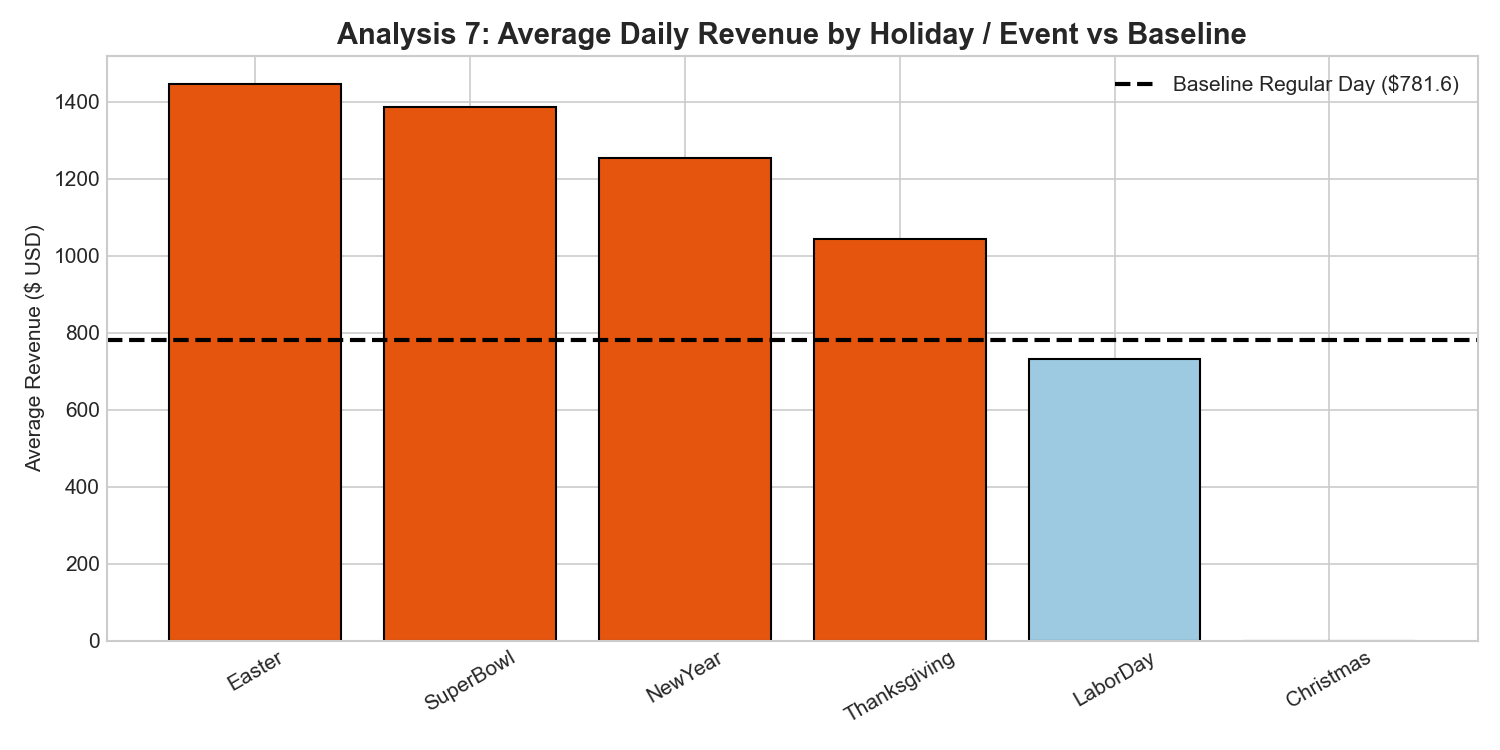 Analysis 7: Average Daily Revenue by Holiday / Event vs Baseline
Baseline Regular Day ($781.6)
Average Revenue ($ USD)
1400
1200
1000
800
600
400
200
0
Easter
SuperBowl
NewYear
Thanksgiving
LaborDay
Christmas